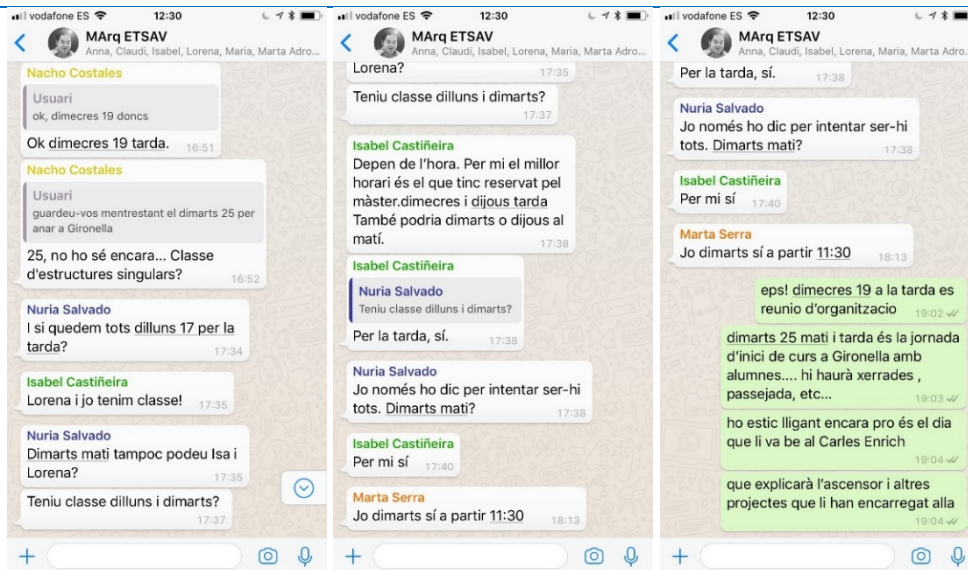 vodafone ES 12:30
MArq ETSAV
Anna, Claudi, Isabel, Lorena, Maria, Marta Adro...
Nacho Costales
Usuari
ok, dimecres 19 doncs
Ok dimecres 19 tarda. 16:51
Nacho Costales
Usuari
guardeu-vos mentrestant el dimarts 25 per
anar a Gironella
25, no ho sé encara... Classe
d'estructures singulars? 16:52
Nuria Salvado
I si quedem tots dilluns 17 per la
tarda? 17:34
Isabel Castiñeira
Lorena i jo tenim classe! 17:35
Nuria Salvado
Dimarts mati tampoc podeu Isa i
Lorena? 17:35
Teniu classe dilluns i dimarts?
17:37
vodafone ES 12:30
MArq ETSAV
Anna, Claudi, Isabel, Lorena, Maria, Marta Adro...
Lorena? 17:35
Teniu classe dilluns i dimarts?
17:37
Isabel Castiñeira
Depen de l'hora. Per mi el millor
horari és el que tinc reservat pel
màster.dimecres i dijous tarda
També podria dimarts o dijous al
matí. 17:38
Isabel Castiñeira
Nuria Salvado
Teniu classe dilluns i dimarts?
Per la tarda, sí. 17:38
Nuria Salvado
Jo només ho dic per intentar ser-hi
tots. Dimarts mati? 17:38
Isabel Castiñeira
Per mi sí 17:40
Marta Serra
Jo dimarts sí a partir 11:30 18:13
vodafone ES 12:30
MArq ETSAV
Anna, Claudi, Isabel, Lorena, Maria, Marta Adro...
Per la tarda, sí. 17:38
Nuria Salvado
Jo només ho dic per intentar ser-hi
tots. Dimarts mati? 17:38
Isabel Castiñeira
Per mi sí 17:40
Marta Serra
Jo dimarts sí a partir 11:30 18:13
eps! dimecres 19 a la tarda es
reunio d'organitzacio 19:02
dimarts 25 mati i tarda és la jornada
d'inici de curs a Gironella amb
alumnes.... hi haurà xerrades ,
passejada, etc... 19:03
ho estic lligant encara pro és el dia
que li va be al Carles Enrich
19:04
que explicarà l'ascensor i altres
projectes que li han encarregat alla
19:04